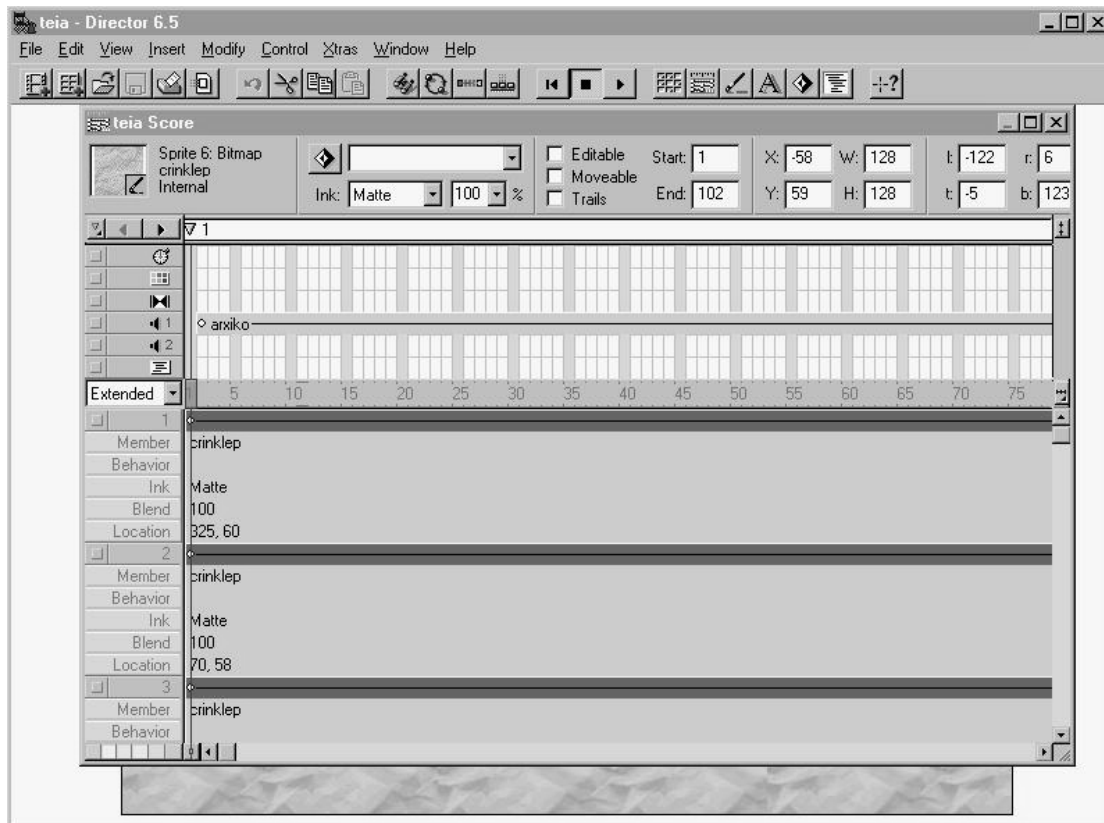 teia - Director 6.5
File Edit View Insert Modify Control Xtras Window Help
teia Score
Sprite 6: Bitmap
crinklep
Internal
Ink: Matte 100 %
Editable
Moveable
Trails
Start: 1
End: 102
X: -58 W: 128
Y: 59 H: 128
l: -122 r: 6
t: -5 b: 123
1
1 arxiko
2
Extended 1 5 10 15 20 25 30 35 40 45 50 55 60 65 70 75
1
Member crinklep
Behavior
Ink Matte
Blend 100
Location 325, 60
2
Member crinklep
Behavior
Ink Matte
Blend 100
Location 70, 58
3
Member crinklep
Behavior